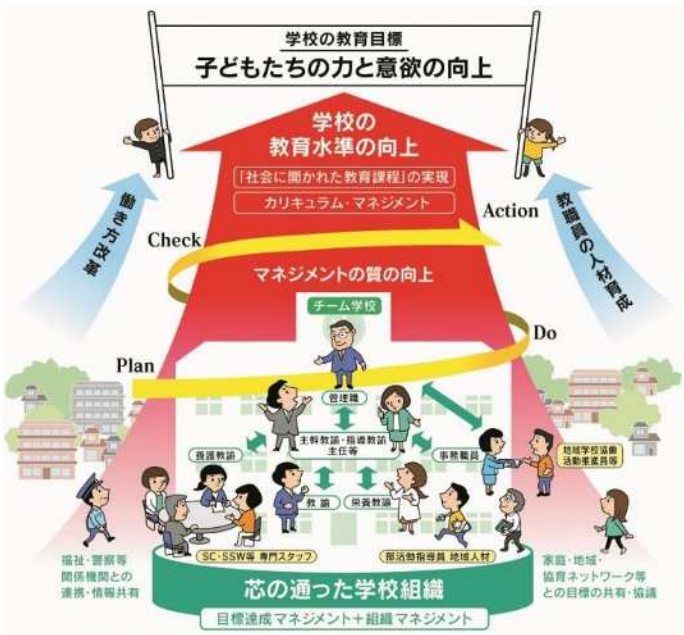 学校の教育目標
子どもたちの力と意欲の向上
学校の
教育水準の向上
「社会に開かれた教育課程」の実現
カリキュラム・マネジメント
働き方改革
教職員の人材育成
Check
Action
マネジメントの質の向上
チーム学校
Plan
Do
管理職
主幹教諭・指導教諭
主任等
養護教諭
事務職員
地域学校協働
活動推進員等
教諭
栄養教諭
SC・SSW等 専門スタッフ
部活動指導員 地域人材
福祉・警察等
関係機関との
連携・情報共有
家庭・地域・
協育ネットワーク等
との目標の共有・協議
芯の通った学校組織
目標達成マネジメント+組織マネジメント